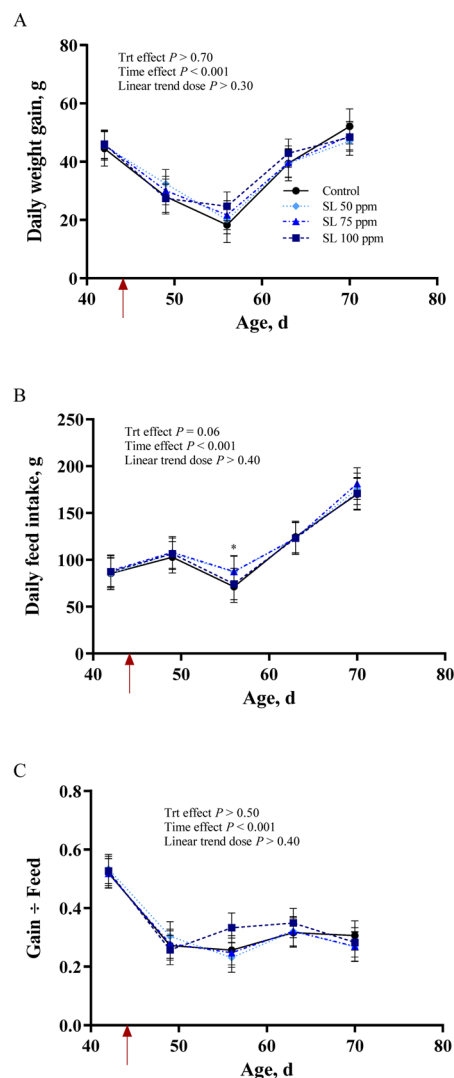 A
Trt effect P > 0.70
Time effect P < 0.001
Linear trend dose P > 0.30
Daily weight gain, g
80
60
40
20
0
Control
SL 50 ppm
SL 75 ppm
SL 100 ppm
40 50 60 70 80
Age, d
B
Trt effect P = 0.06
Time effect P < 0.001
Linear trend dose P > 0.40
Daily feed intake, g
250
200
150
100
50
0
*
40 50 60 70 80
Age, d
C
Trt effect P > 0.50
Time effect P < 0.001
Linear trend dose P > 0.40
Gain ÷ Feed
0.8
0.6
0.4
0.2
0.0
40 50 60 70 80
Age, d